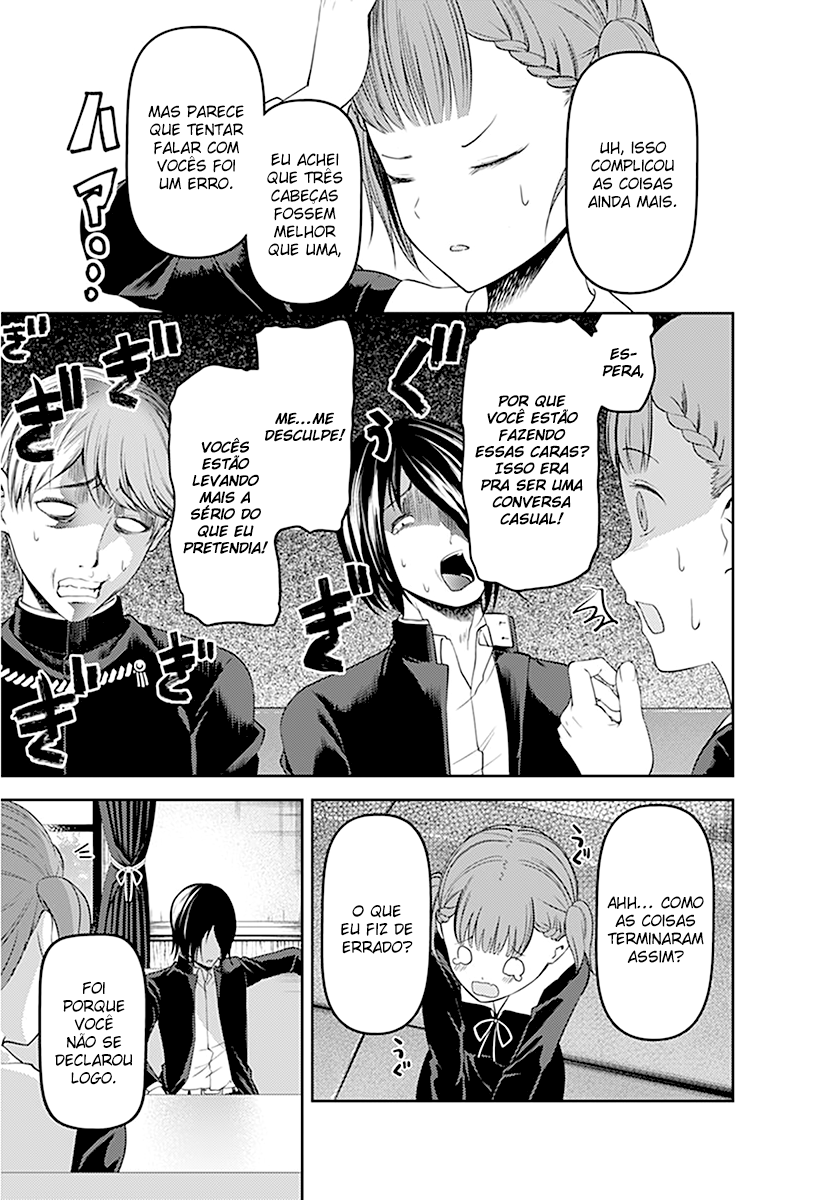 UH, ISSO
COMPLICOU
AS COISAS
AINDA MAIS.
EU ACHEI
QUE TRÊS
CABEÇAS
FOSSEM
MELHOR
QUE UMA,
MAS PARECE
QUE TENTAR
FALAR COM
VOCÊS FOI
UM ERRO.
ハァ...
ES-
PERA,
POR QUE
VOCÊ ESTÃO
FAZENDO
ESSAS CARAS?
ISSO ERA
PRA SER UMA
CONVERSA
CASUAL!
ME...ME
DESCULPE!
VOCÊS
ESTÃO
LEVANDO
MAIS A
SÉRIO DO
QUE EU
PRETENDIA!
ぐうぅ
ぎぎ
ぎぎ
ぎぎ
ぎぎ
AHH... COMO
AS COISAS
TERMINARAM
ASSIM?
O QUE
EU FIZ DE
ERRADO?
うぐ
うぐ
FOI
PORQUE
VOCÊ
NÃO SE
DECLAROU
LOGO.